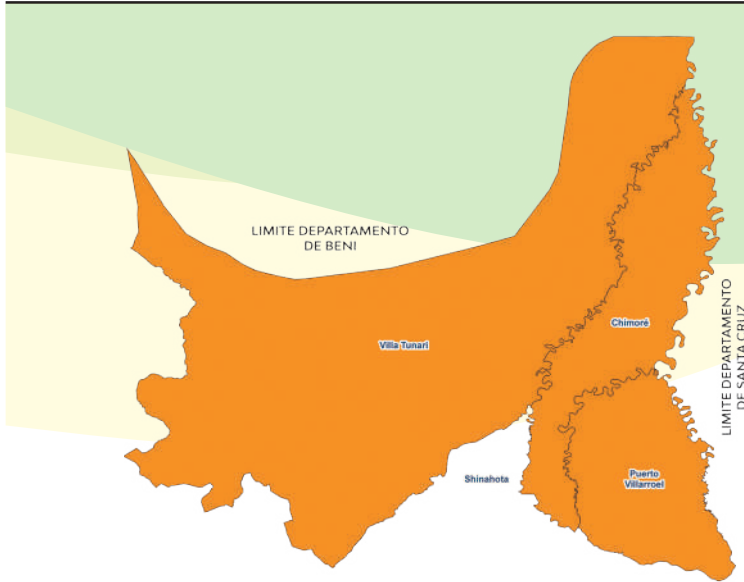 LIMITE DEPARTAMENTO
DE BENI
Villa Tunari
Chimoré
LIMITE DEPARTAMENTO
DE SANTA CRUZ
Shinahota
Puerto
Villarroel